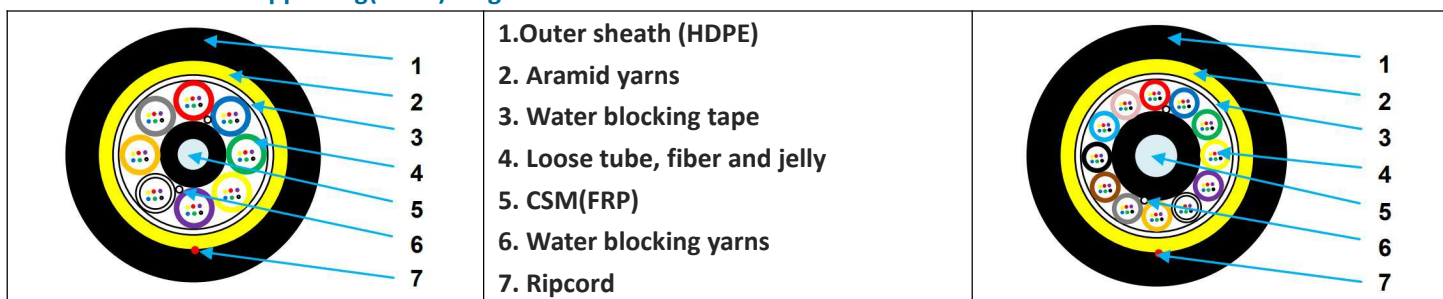 1
2
3
4
5
6
7
1.Outer sheath (HDPE)
2. Aramid yarns
3. Water blocking tape
4. Loose tube, fiber and jelly
5. CSM(FRP)
6. Water blocking yarns
7. Ripcord
1
2
3
4
5
6
7